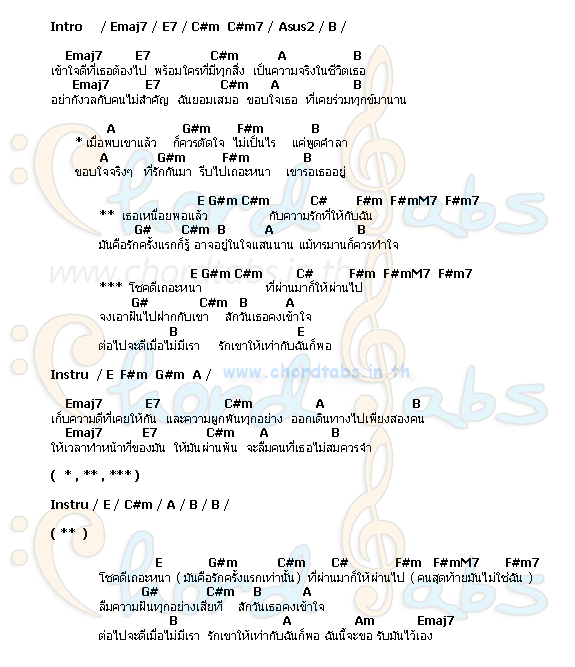 Intro / Emaj7 / E7 / C#m C#m7 / Asus2 / B /
Emaj7 E7 C#m A B
เข้าใจดีที่เธอต้องไป พร้อมใครที่มีทุกสิ่ง เป็นความจริงในชีวิตเธอ
Emaj7 E7 C#m A B
อย่ากังวลกับคนไม่สำคัญ ฉันยอมเสมอ ขอบใจเธอ ที่เคยร่วมทุกข์มานาน
A G#m F#m B
* เมื่อพบเขาแล้ว ก็ควรตัดใจ ไม่เป็นไร แค่พูดคำลา
A G#m F#m B
ขอบใจจริงๆ ที่รักกันมา รีบไปเถอะหนา เขารอเธออยู่
E G#m C#m C# F#m F#mM7 F#m7
** เธอเหนื่อยพอแล้ว กับความรักที่ให้กับฉัน
G# C#m B A B
มันคือรักครั้งแรกก็รู้ อาจอยู่ในใจแสนนาน แม้ทรมานก็ควรทำใจ
www.chordtabs.in.th
E G#m C#m C# F#m F#mM7 F#m7
*** โชคดีเถอะหนา ที่ผ่านมาก็ให้ผ่านไป
G# C#m B A
จงเอาฝันไปฝากกับเขา สักวันเธอคงเข้าใจ
B E
ต่อไปจะดีเมื่อไม่มีเรา รักเขาให้เท่ากับฉันก็พอ
Instru / E F#m G#m A /
www.chordtabs.in.th
Emaj7 E7 C#m A B
เก็บความดีที่เคยให้กัน และความผูกพันทุกอย่าง ออกเดินทางไปเพียงสองคน
Emaj7 E7 C#m A B
ให้เวลาทำหน้าที่ของมัน ให้มันผ่านพ้น จะลืมคนที่เธอไม่สมควรจำ
( * , ** , *** )
Instru / E / C#m / A / B / B /
( ** )
E G#m C#m C# F#m F#mM7 F#m7
โชคดีเถอะหนา ( มันคือรักครั้งแรกเท่านั้น ) ที่ผ่านมาก็ให้ผ่านไป ( คนสุดท้ายมันไม่ใช่ฉัน )
G# C#m B A
ลืมความฝันทุกอย่างเสียที สักวันเธอคงเข้าใจ
B A Am Emaj7
ต่อไปจะดีเมื่อไม่มีเรา รักเขาให้เท่ากับฉันก็พอ ฉันนี้จะขอ รับมันไว้เอง